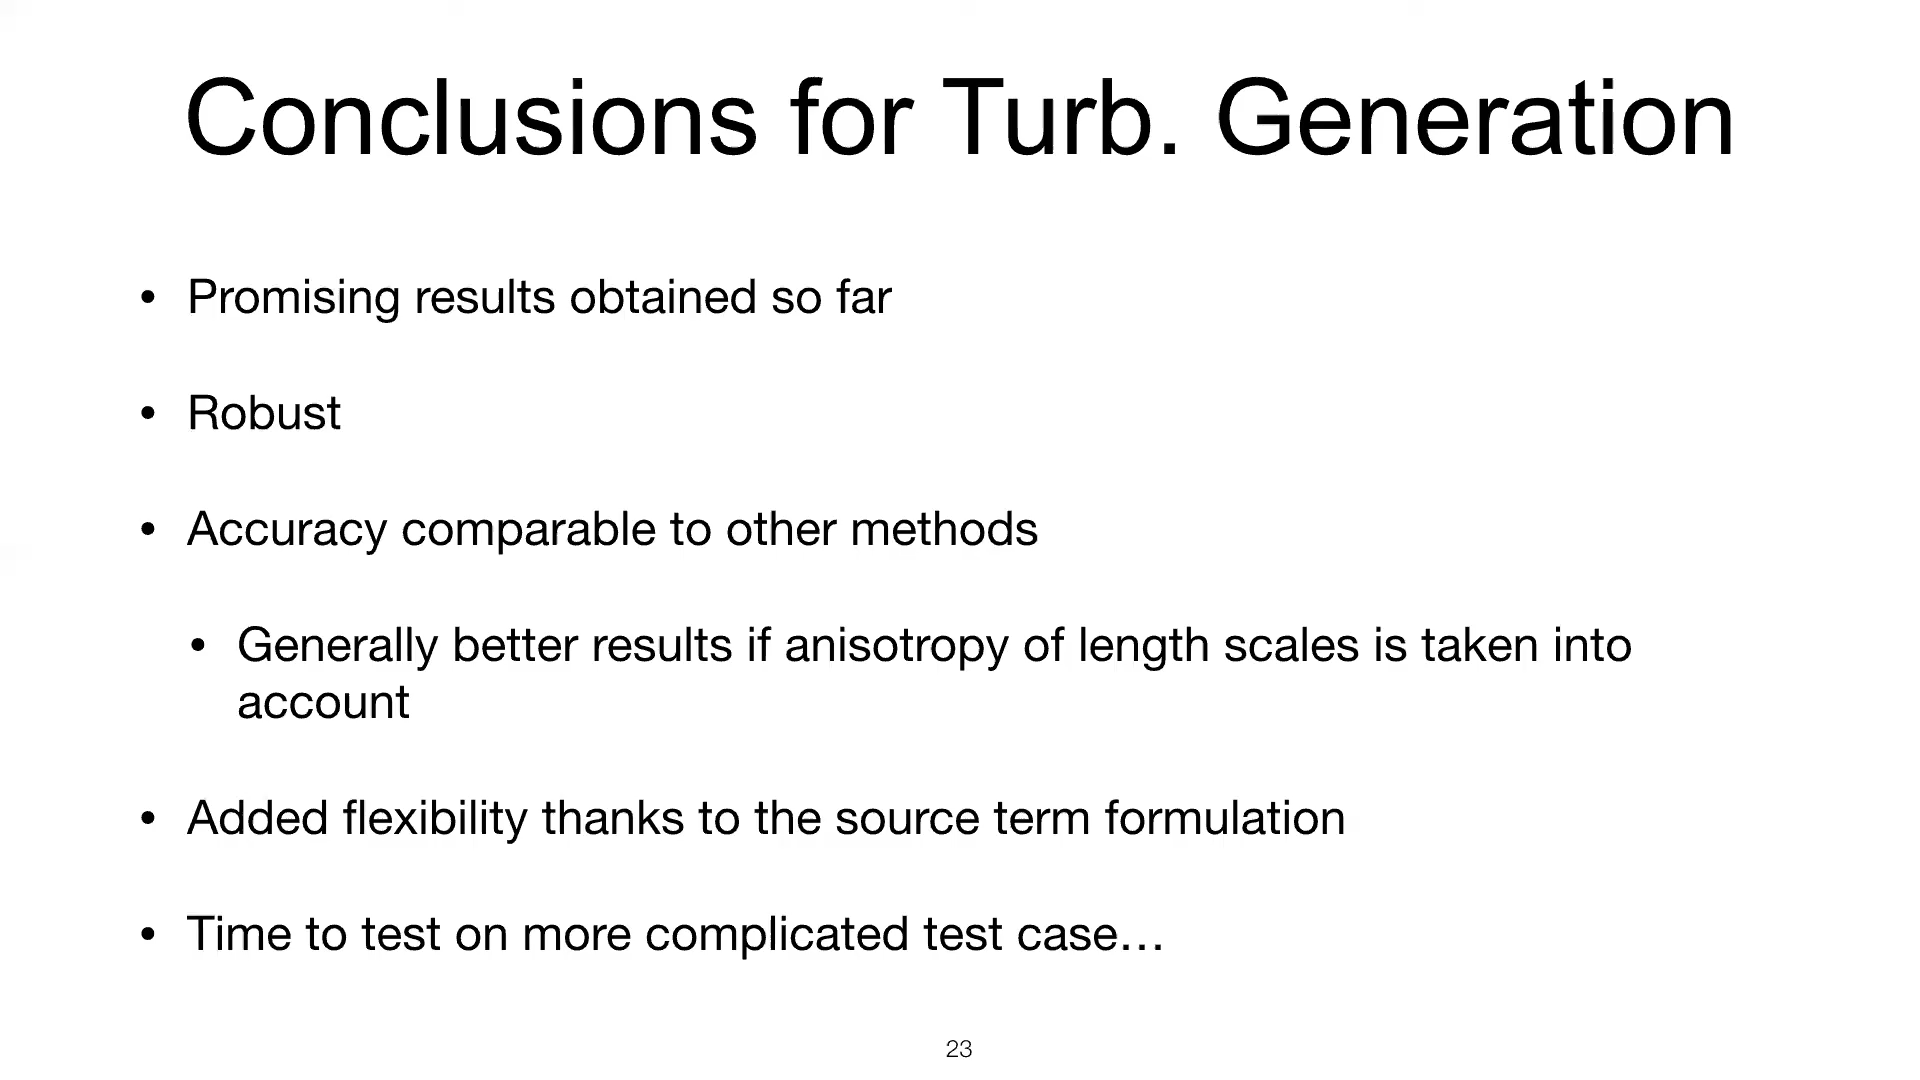 Conclusions for Turb. Generation
• Promising results obtained so far
• Robust
• Accuracy comparable to other methods
• Generally better results if anisotropy of length scales is taken into
account
• Added flexibility thanks to the source term formulation
• Time to test on more complicated test case…
23